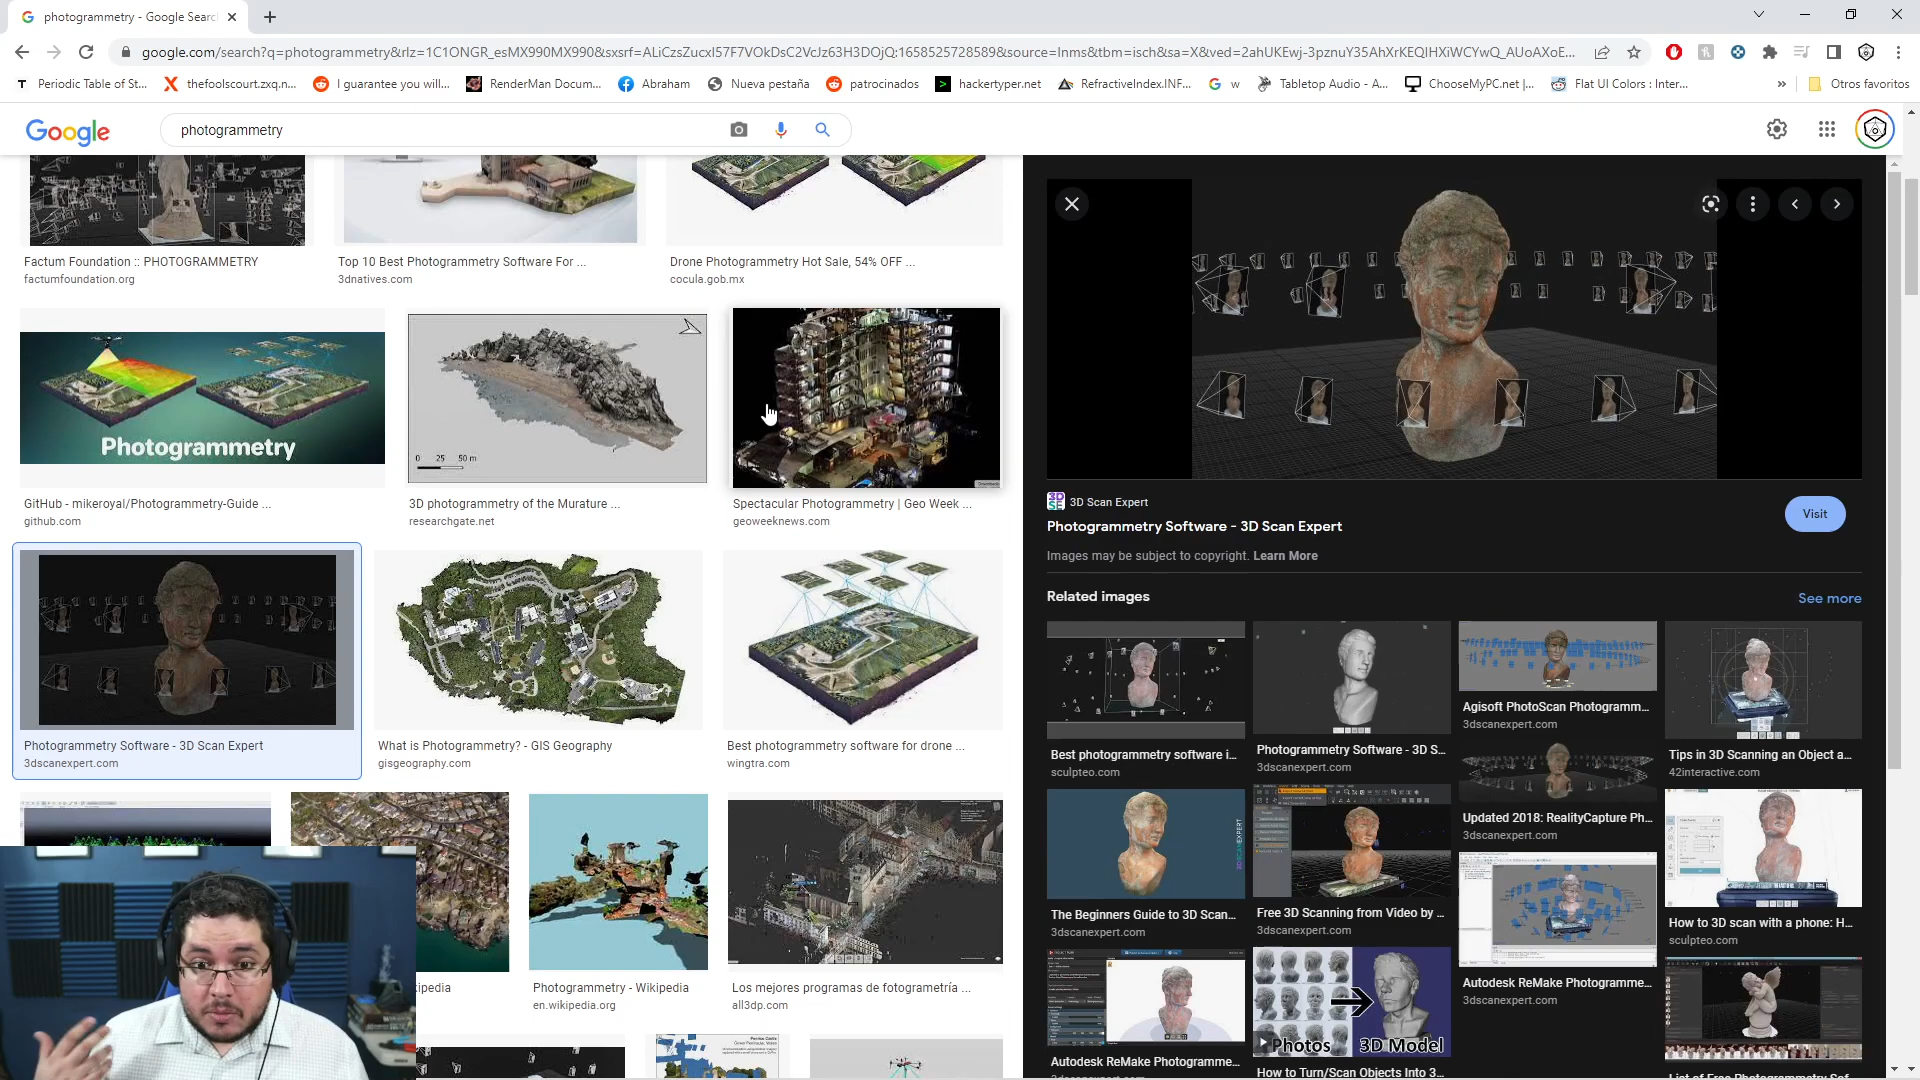 photogrammetry - Google Searc
google.com/search?q=photogrammetry&rlz=1C1ONGR_esMX990MX990&sxsrf=ALiCzsZucxI57F7VOkDsC2VcJz63H3DOjQ:1658525728589&source=lnms&tbm=isch&sa=X&ved=2ahUKEwj-3pznuY35AhXrKEQIHXiWCYwQ_AUoAXoE...
Periodic Table of St...
thefoolscourt.zxq.n...
I guarantee you will...
RenderMan Docum...
Abraham
Nueva pestaña
patrocinados
hackertyper.net
RefractiveIndex.INF...
w
Tabletop Audio - A...
ChooseMyPC.net |...
Flat UI Colors : Inter...
»
Otros favoritos
Google
photogrammetry
Factum Foundation :: PHOTOGRAMMETRY
factumfoundation.org
Top 10 Best Photogrammetry Software For ...
3dnatives.com
Drone Photogrammetry Hot Sale, 54% OFF ...
cocula.gob.mx
Photogrammetry
GitHub - mikeroyal/Photogrammetry-Guide ...
github.com
0 25 50 m
3D photogrammetry of the Murature ...
researchgate.net
Spectacular Photogrammetry | Geo Week ...
geoweeknews.com
Photogrammetry Software - 3D Scan Expert
3dscanexpert.com
What is Photogrammetry? - GIS Geography
gisgeography.com
Best photogrammetry software for drone ...
wingtra.com
kipedia
Photogrammetry - Wikipedia
en.wikipedia.org
Los mejores programas de fotogrametría ...
all3dp.com
3D Scan Expert
Photogrammetry Software - 3D Scan Expert
Visit
Images may be subject to copyright. Learn More
Related images
See more
Best photogrammetry software i...
sculpteo.com
Photogrammetry Software - 3D S...
3dscanexpert.com
Agisoft PhotoScan Photogramm...
3dscanexpert.com
Tips in 3D Scanning an Object a...
42interactive.com
The Beginners Guide to 3D Scan...
3dscanexpert.com
Free 3D Scanning from Video by ...
3dscanexpert.com
Updated 2018: RealityCapture Ph...
3dscanexpert.com
How to 3D scan with a phone: H...
sculpteo.com
Autodesk ReMake Photogramme...
3dscanexpert.com
Photos
3D Model
Autodesk ReMake Photogramme...
How to Turn/Scan Objects Into 3...